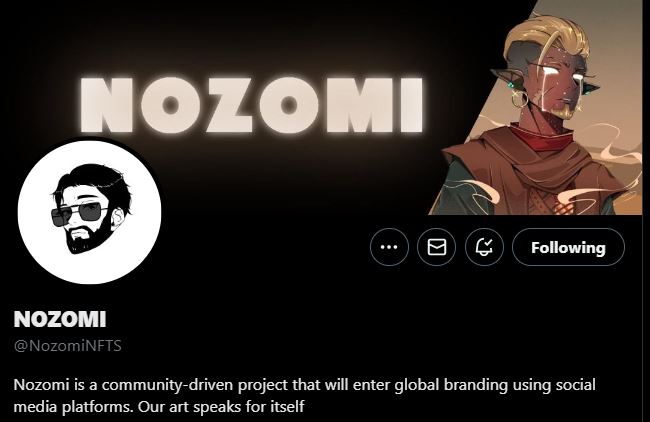 NOZOMI
Following
NOZOMI
@NozomiNFTS
Nozomi is a community-driven project that will enter global branding using social
media platforms. Our art speaks for itself